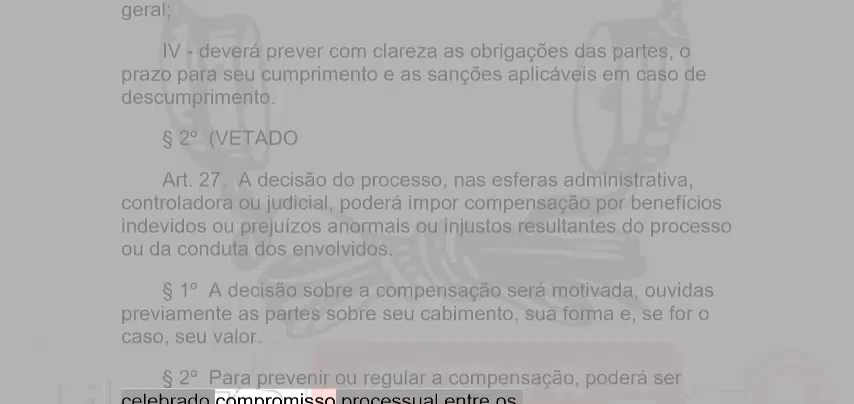 geral;
IV - deverá prever com clareza as obrigações das partes, o
prazo para seu cumprimento e as sanções aplicáveis em caso de
descumprimento.
§ 2º (VETADO
Art. 27. A decisão do processo, nas esferas administrativa,
controladora ou judicial, poderá impor compensação por benefícios
indevidos ou prejuízos anormais ou injustos resultantes do processo
ou da conduta dos envolvidos.
§ 1º A decisão sobre a compensação será motivada, ouvidas
previamente as partes sobre seu cabimento, sua forma e, se for o
caso, seu valor.
§ 2º Para prevenir ou regular a compensação, poderá ser
celebrado compromisso processual entre os